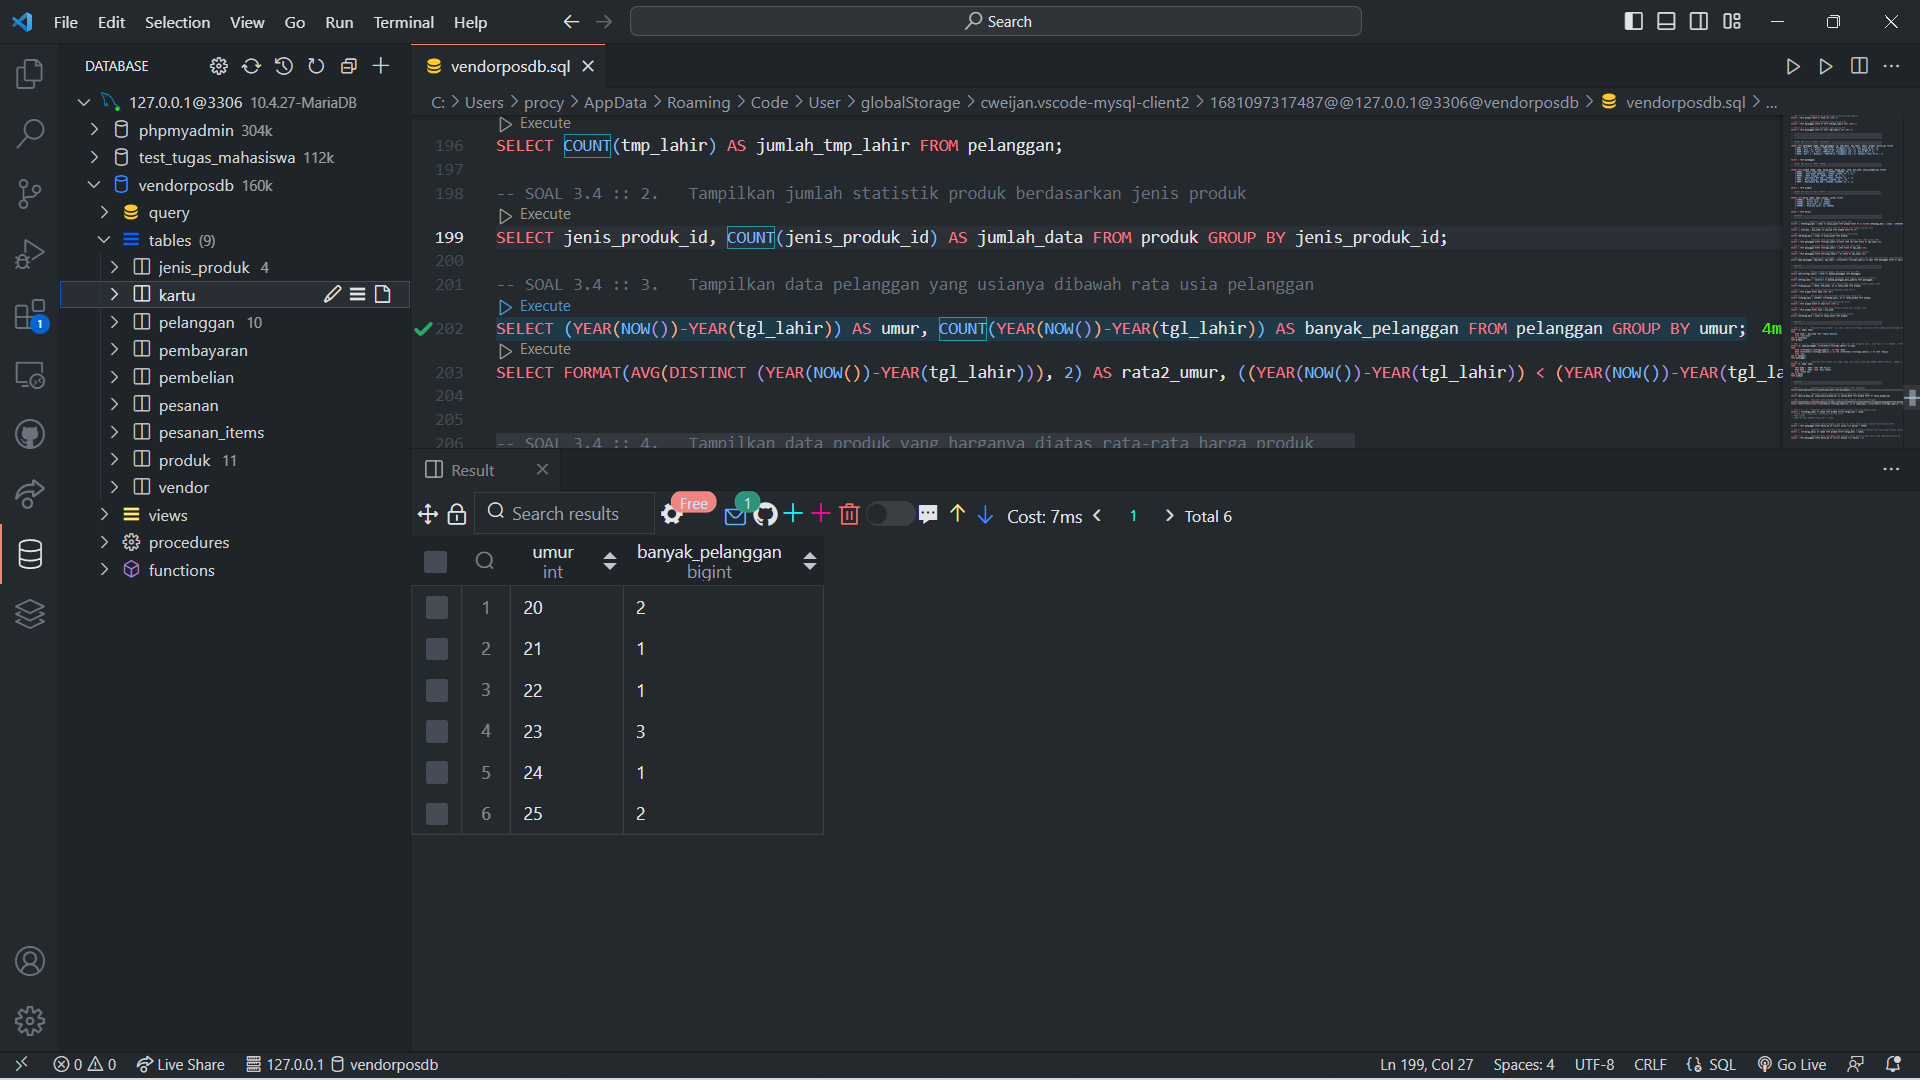 File Edit Selection View Go Run Terminal Help
Search
DATABASE
127.0.0.1@3306 10.4.27-MariaDB
phpmyadmin 304k
test_tugas_mahasiswa 112k
vendorposdb 160k
query
tables (9)
jenis_produk 4
kartu
pelanggan 10
pembayaran
pembelian
pesanan
pesanan_items
produk 11
vendor
views
procedures
functions
1
vendorposdb.sql
C: > Users > procy > AppData > Roaming > Code > User > globalStorage > cweijan.vscode-mysql-client2 > 1681097317487@@127.0.0.1@3306@vendorposdb > vendorposdb.sql > ...
Execute
196 SELECT COUNT(tmp_lahir) AS jumlah_tmp_lahir FROM pelanggan;
197
198 -- SOAL 3.4 :: 2. Tampilkan jumlah statistik produk berdasarkan jenis produk
Execute
199 SELECT jenis_produk_id, COUNT(jenis_produk_id) AS jumlah_data FROM produk GROUP BY jenis_produk_id;
200
201 -- SOAL 3.4 :: 3. Tampilkan data pelanggan yang usianya dibawah rata usia pelanggan
Execute
202 SELECT (YEAR(NOW())-YEAR(tgl_lahir)) AS umur, COUNT(YEAR(NOW())-YEAR(tgl_lahir)) AS banyak_pelanggan FROM pelanggan GROUP BY umur; 4m
Execute
203 SELECT FORMAT(AVG(DISTINCT (YEAR(NOW())-YEAR(tgl_lahir))), 2) AS rata2_umur, ((YEAR(NOW())-YEAR(tgl_lahir)) < (YEAR(NOW())-YEAR(tgl_la
204
205
206 -- SOAL 3.4 :: 4. Tampilkan data produk yang harganya diatas rata-rata harga produk
Result
Search results Free 1 Cost: 7ms < 1 > Total 6
umur banyak_pelanggan
int bigint
1 20 2
2 21 1
3 22 1
4 23 3
5 24 1
6 25 2
0 0 Live Share 127.0.0.1 vendorposdb Ln 199, Col 27 Spaces: 4 UTF-8 CRLF {} SQL Go Live